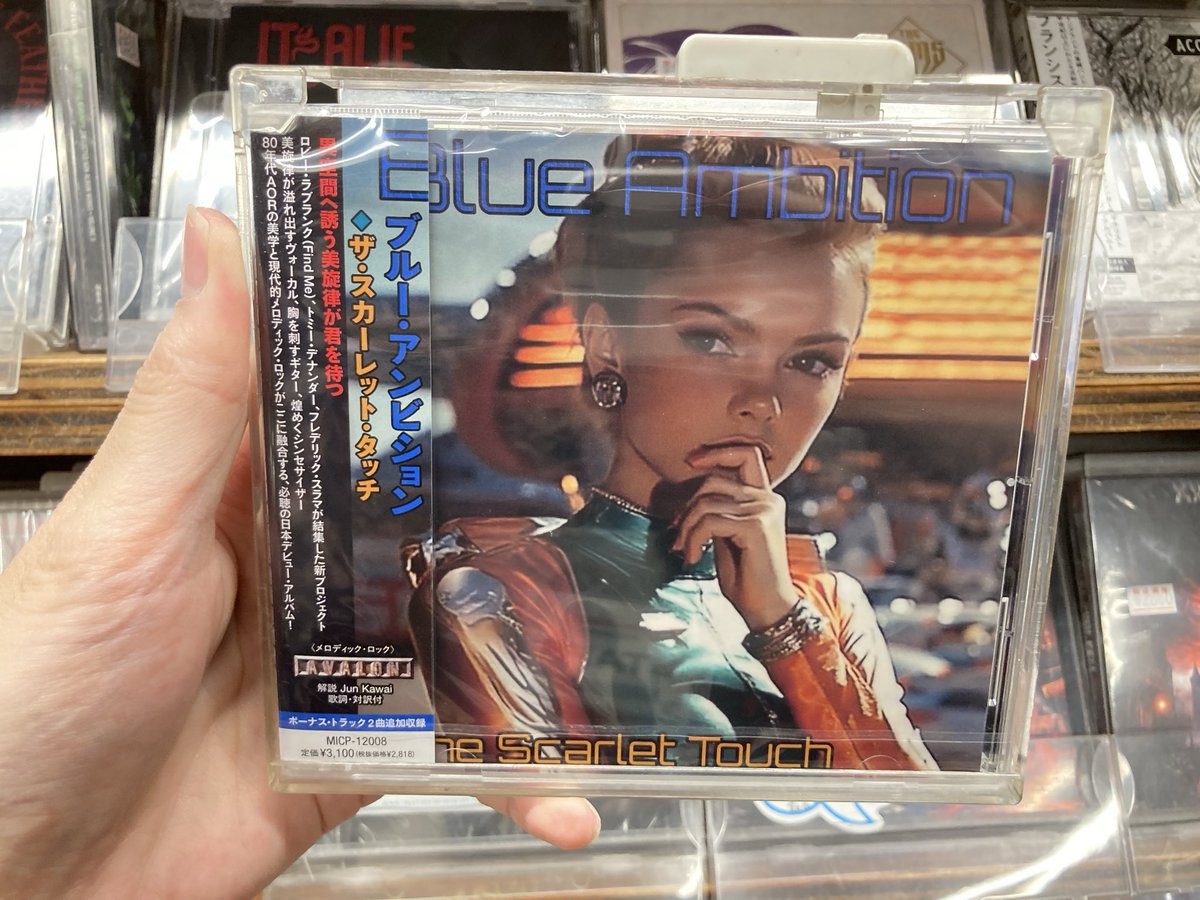 Blue Ambition
The Scarlet Touch
ブルー・アンビション
◆ザ・スカーレット・タッチ
異空間へ誘う美旋律が君を待つ
ロビー・ラブランク(Find Me)、トミー・デナンダー、フレデリック・スラマが結集した新プロジェクト
美旋律が溢れ出すヴォーカル、胸を刺すギター、煌めくシンセサイザー
80年代AORの美学と現代的メロディック・ロックがここに融合する、必聴の日本デビュー・アルバム!
〈メロディック・ロック〉
AVALON
解説 Jun Kawai
歌詞・対訳付
ボーナス・トラック2曲追加収録
MICP-12008
定価¥3,100(税抜価格¥2,818)
IT'S A LIE